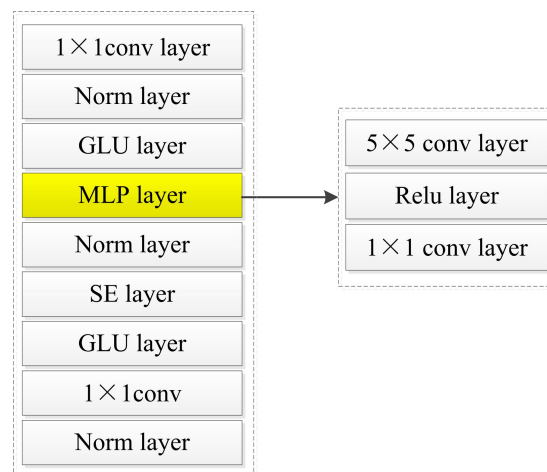 1×1conv layer
Norm layer
GLU layer
MLP layer
Norm layer
SE layer
GLU layer
1×1conv
Norm layer
5×5 conv layer
Relu layer
1×1 conv layer